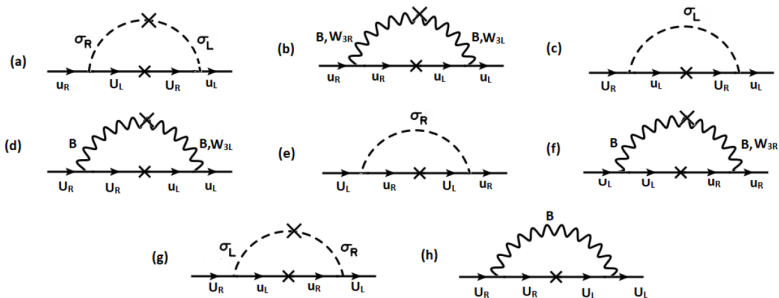 (a) σR σL uR UL UR uL
(b) B, W3R B,W3L uR uR uL uL
(c) σL UR uL UR uL
(d) B B,W3L UR UR uL uL
(e) σR UL uR UL uR
(f) B B, W3R UL UL uR uR
(g) σL σR UR uL uR UL
(h) B UR UR UL UL